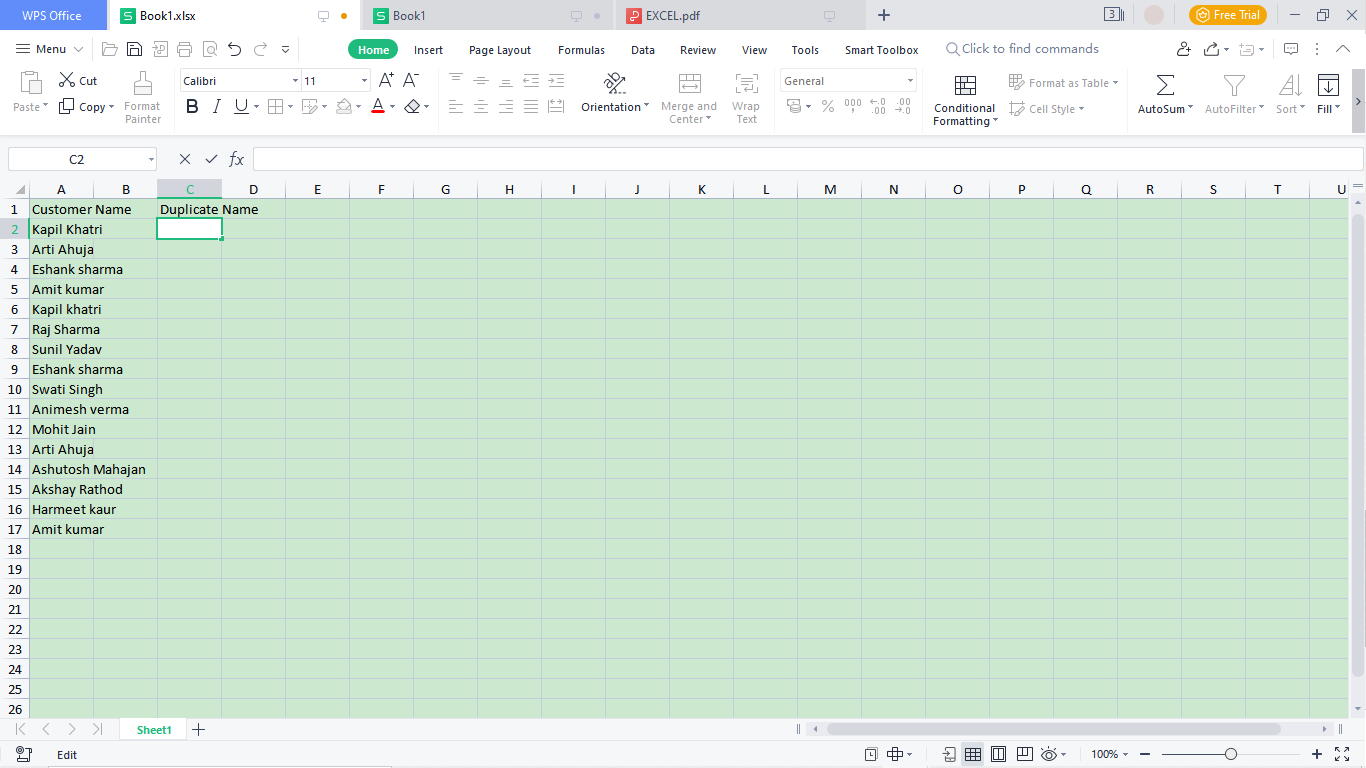 WPS Office Book1.xlsx Book1 EXCEL.pdf 3 Free Trial
Menu Home Insert Page Layout Formulas Data Review View Tools Smart Toolbox Click to find commands
Paste Cut Copy Format Painter Calibri 11 B I U A A A Orientation Merge and Center Wrap Text General % 000 .00 .0 Conditional Formatting Format as Table Cell Style AutoSum AutoFilter Sort Fill
C2 fx
A B C D E F G H I J K L M N O P Q R S T U
1 Customer Name Duplicate Name
2 Kapil Khatri
3 Arti Ahuja
4 Eshank sharma
5 Amit kumar
6 Kapil khatri
7 Raj Sharma
8 Sunil Yadav
9 Eshank sharma
10 Swati Singh
11 Animesh verma
12 Mohit Jain
13 Arti Ahuja
14 Ashutosh Mahajan
15 Akshay Rathod
16 Harmeet kaur
17 Amit kumar
18
19
20
21
22
23
24
25
26
Sheet1
Edit 100%